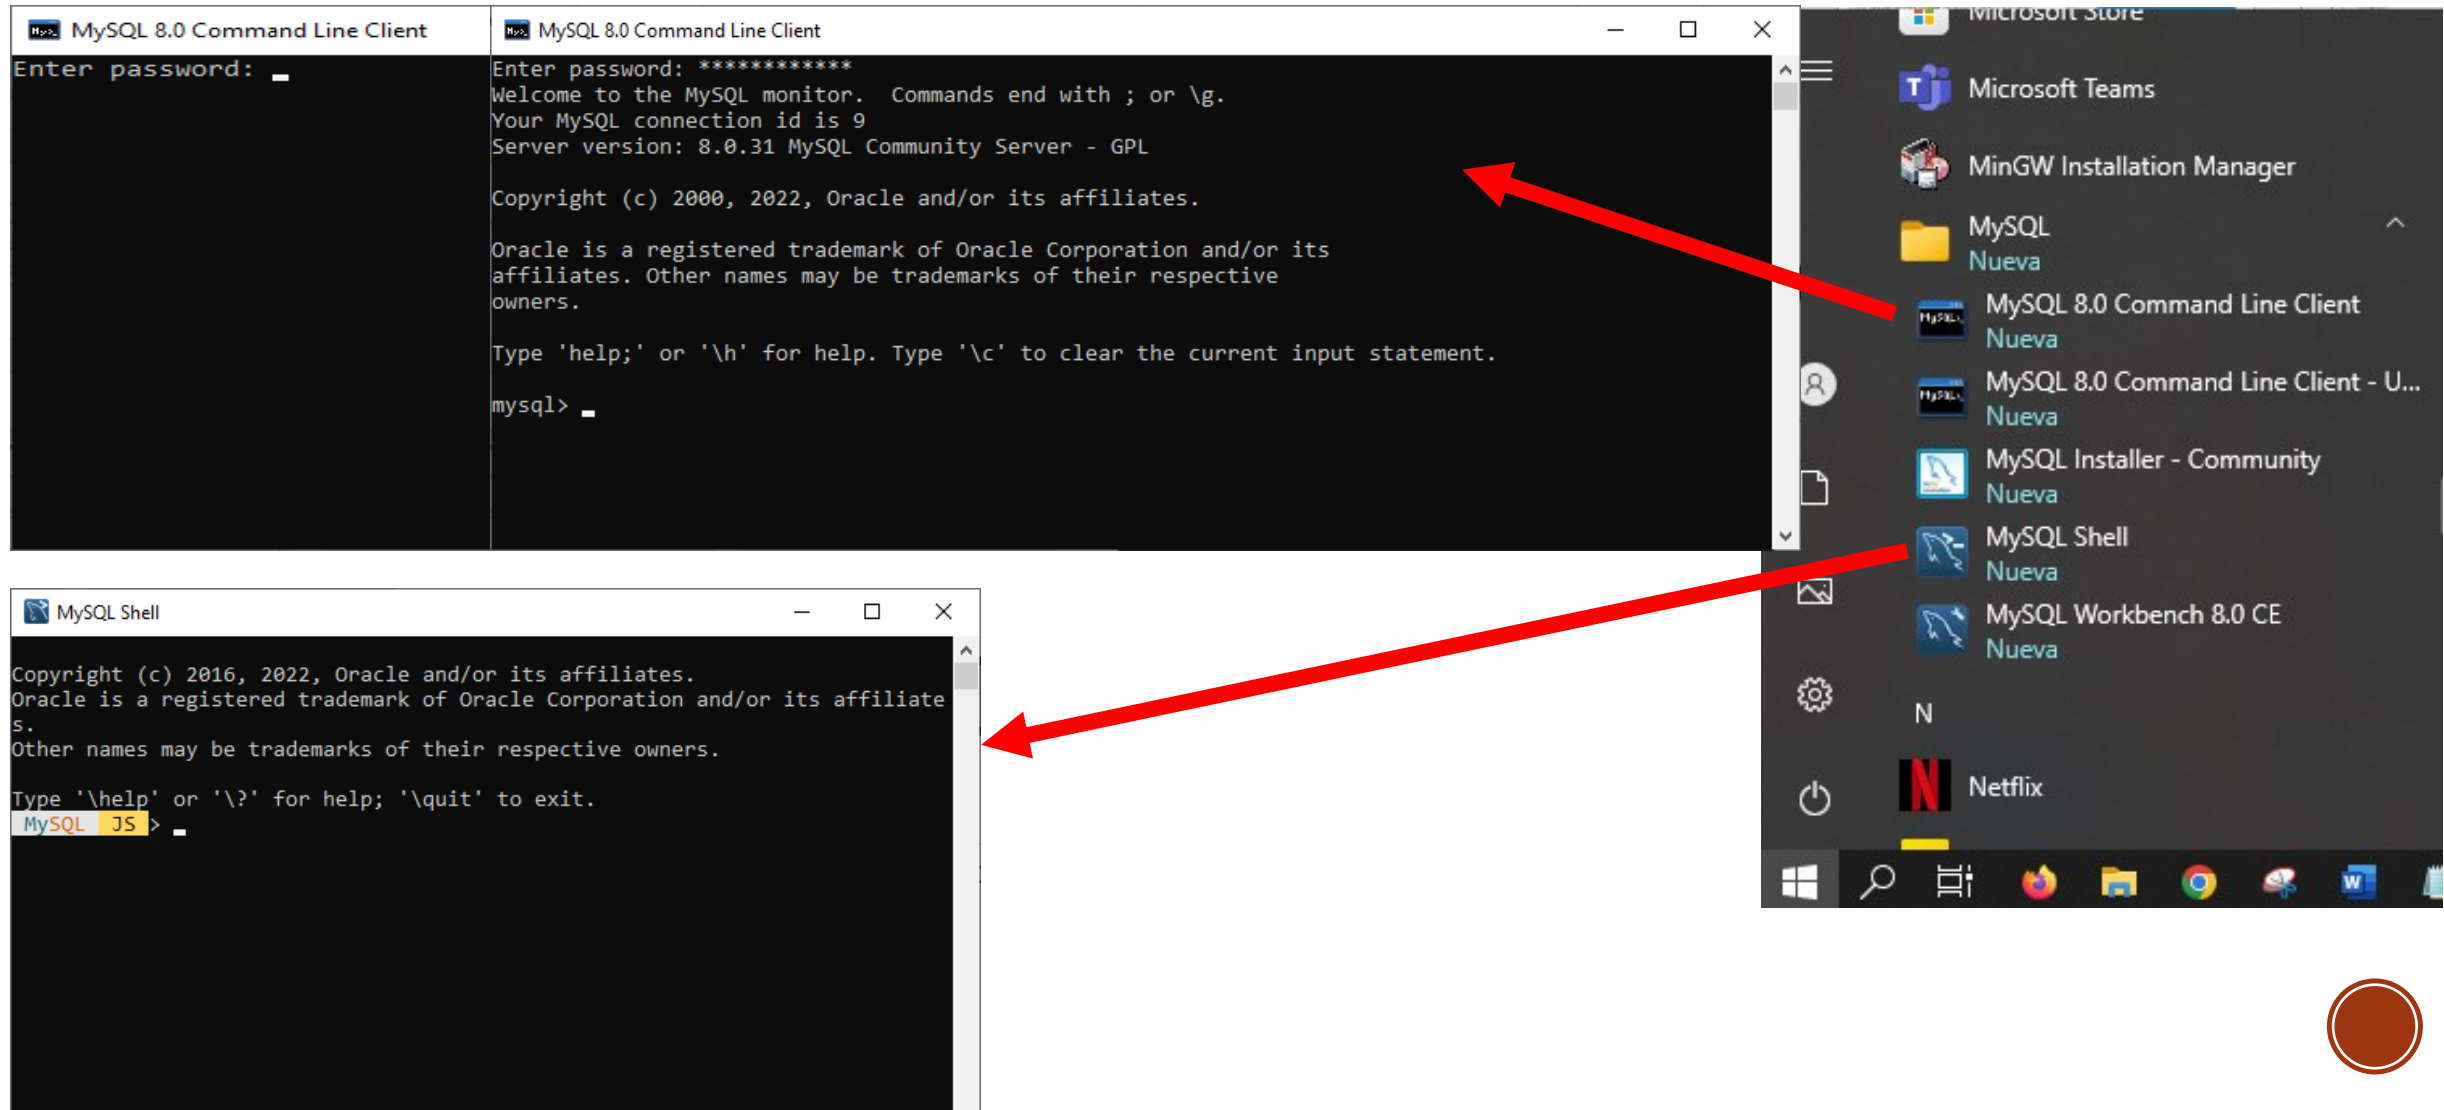 MySQL 8.0 Command Line Client
Enter password:
MySQL 8.0 Command Line Client
Enter password: ************
Welcome to the MySQL monitor.  Commands end with ; or \g.
Your MySQL connection id is 9
Server version: 8.0.31 MySQL Community Server - GPL
Copyright (c) 2000, 2022, Oracle and/or its affiliates.
Oracle is a registered trademark of Oracle Corporation and/or its
affiliates. Other names may be trademarks of their respective
owners.
Type 'help;' or '\h' for help. Type '\c' to clear the current input statement.
mysql>
MySQL Shell
Copyright (c) 2016, 2022, Oracle and/or its affiliates.
Oracle is a registered trademark of Oracle Corporation and/or its affiliate
s.
Other names may be trademarks of their respective owners.
Type '\help' or '\?' for help; '\quit' to exit.
MySQL JS >
Microsoft Store
Microsoft Teams
MinGW Installation Manager
MySQL
Nueva
MySQL 8.0 Command Line Client
Nueva
MySQL 8.0 Command Line Client - U...
Nueva
MySQL Installer - Community
Nueva
MySQL Shell
Nueva
MySQL Workbench 8.0 CE
Nueva
N
Netflix